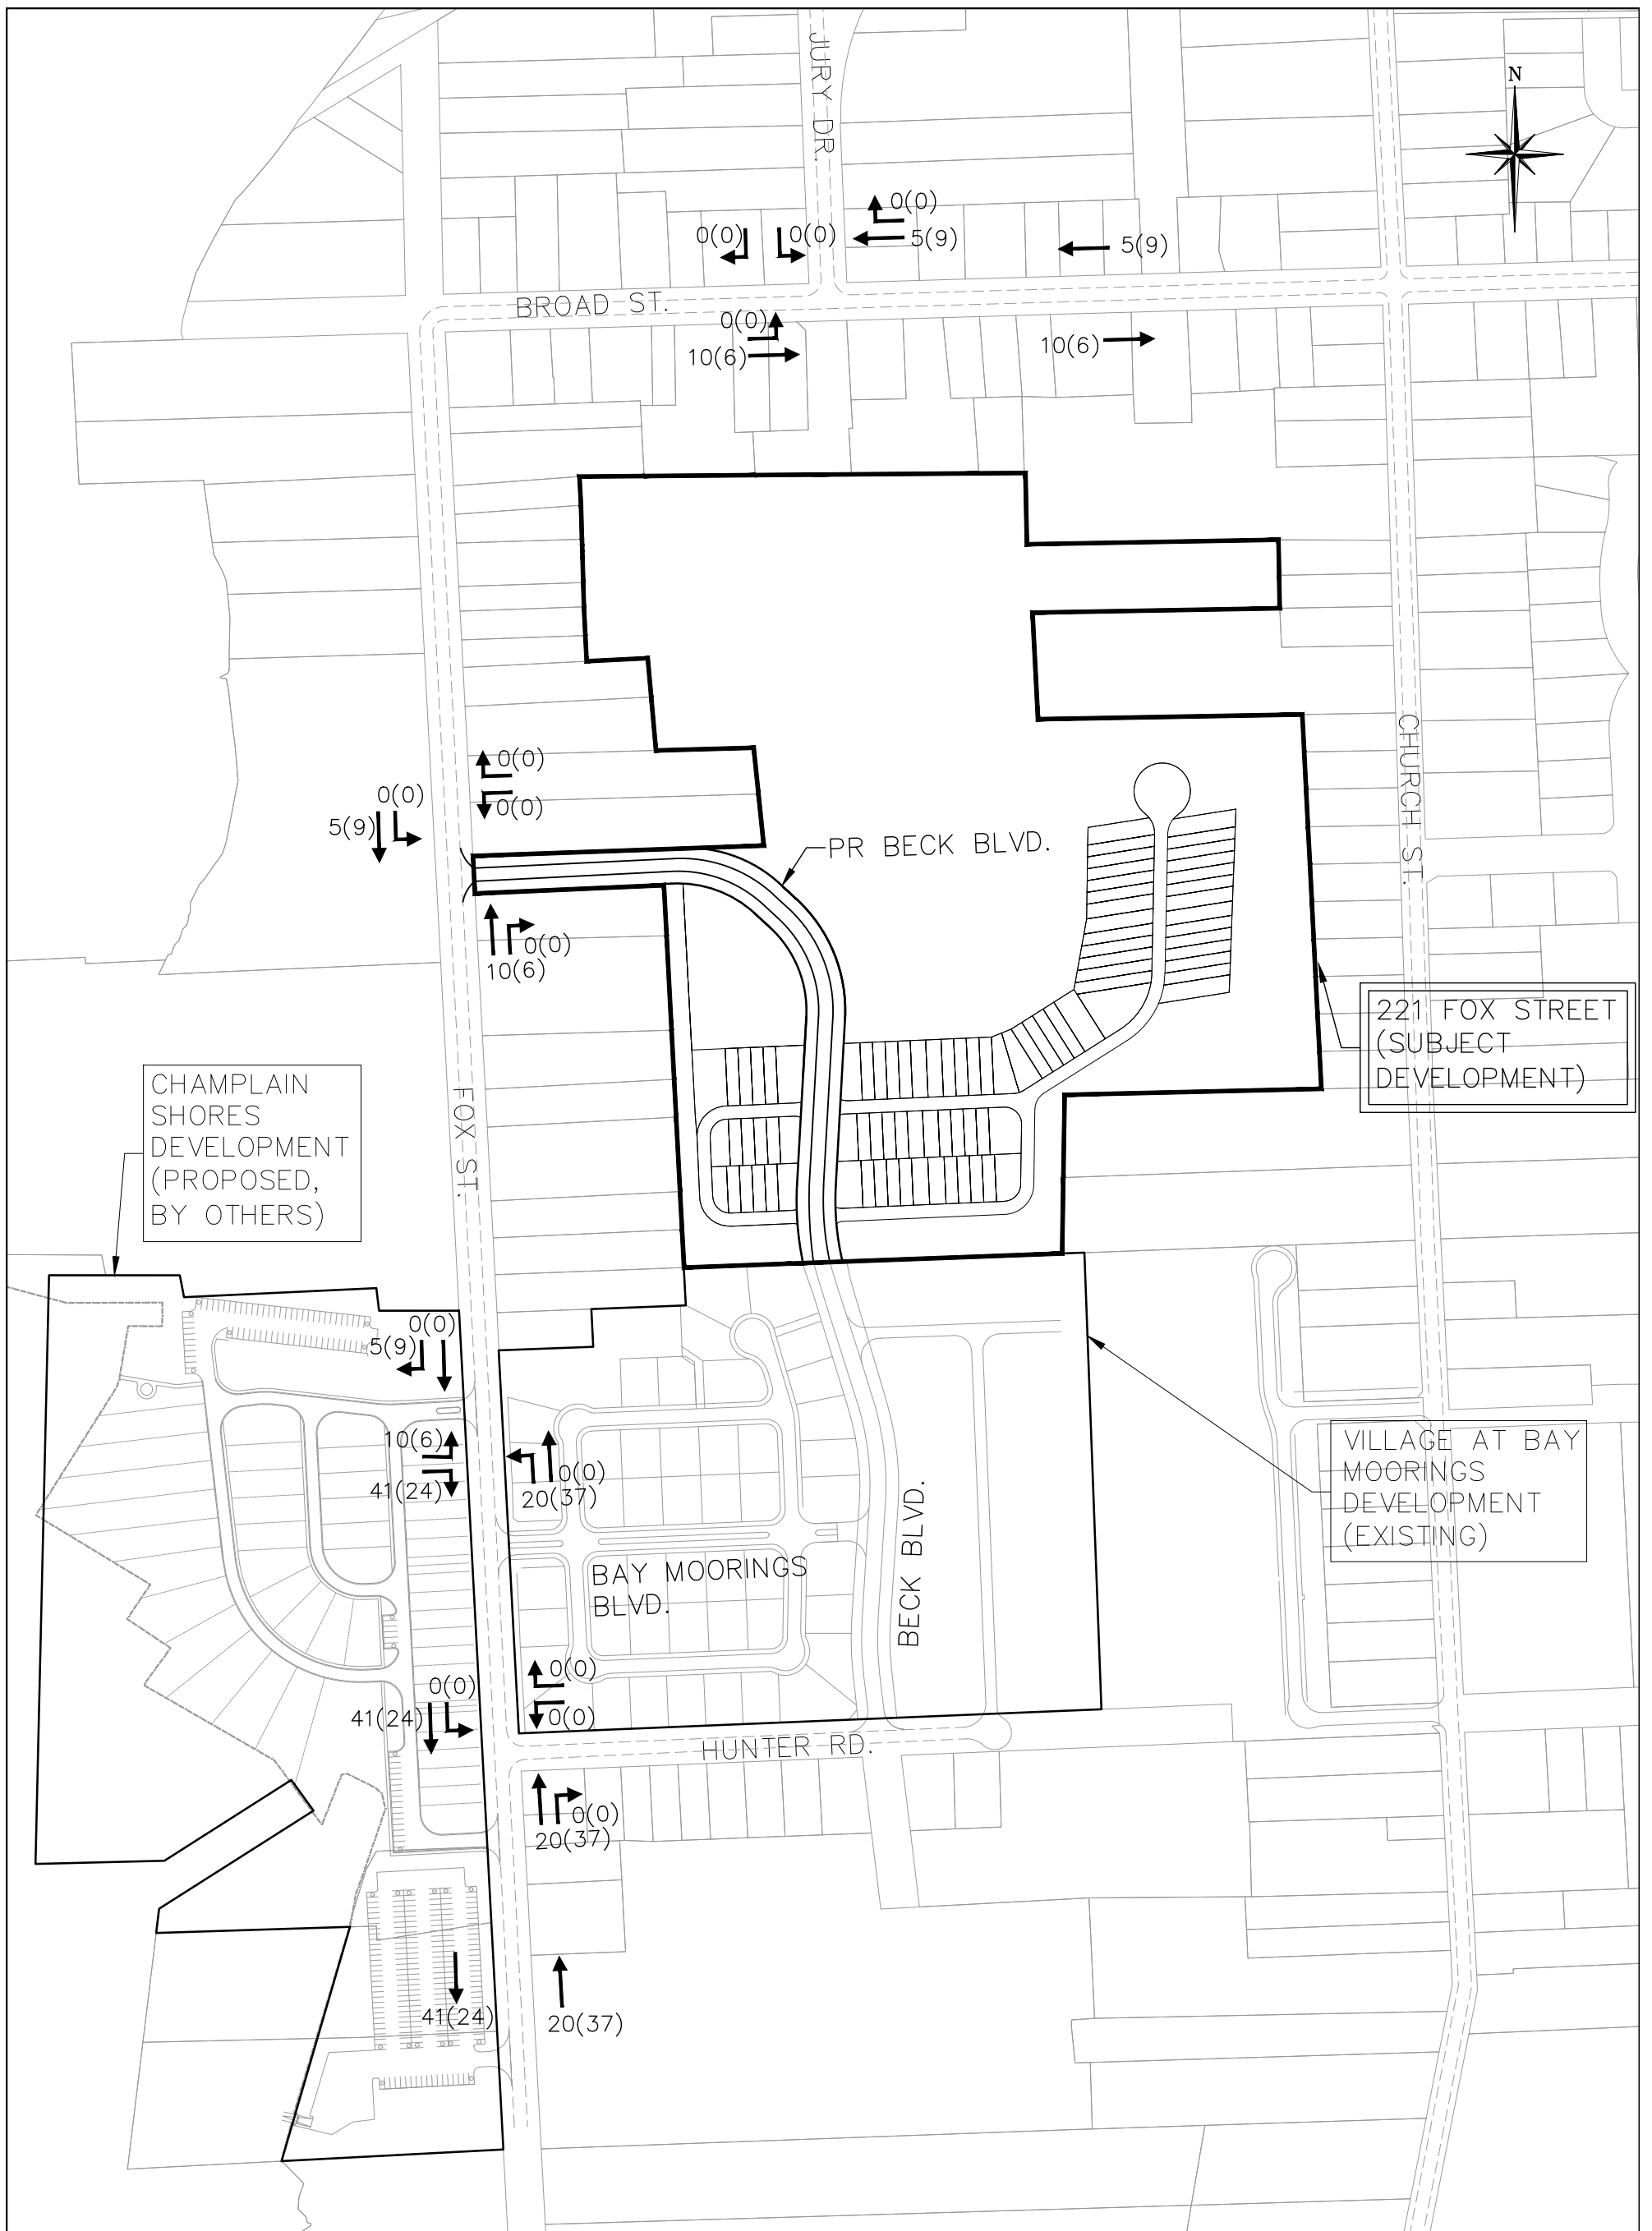 JURY DR.
N
0(0)
0(0)
0(0)
5(9)
5(9)
BROAD ST.
0(0)
10(6)
10(6)
0(0)
0(0)
0(0)
5(9)
PR BECK BLVD.
CHURCH ST.
0(0)
10(6)
221 FOX STREET
(SUBJECT
DEVELOPMENT)
CHAMPLAIN
SHORES
DEVELOPMENT
(PROPOSED,
BY OTHERS)
FOX ST.
0(0)
5(9)
10(6)
41(24)
0(0)
20(37)
VILLAGE AT BAY
MOORINGS
DEVELOPMENT
(EXISTING)
BAY MOORINGS
BLVD.
BECK BLVD.
0(0)
0(0)
0(0)
41(24)
HUNTER RD.
0(0)
20(37)
41(24)
20(37)